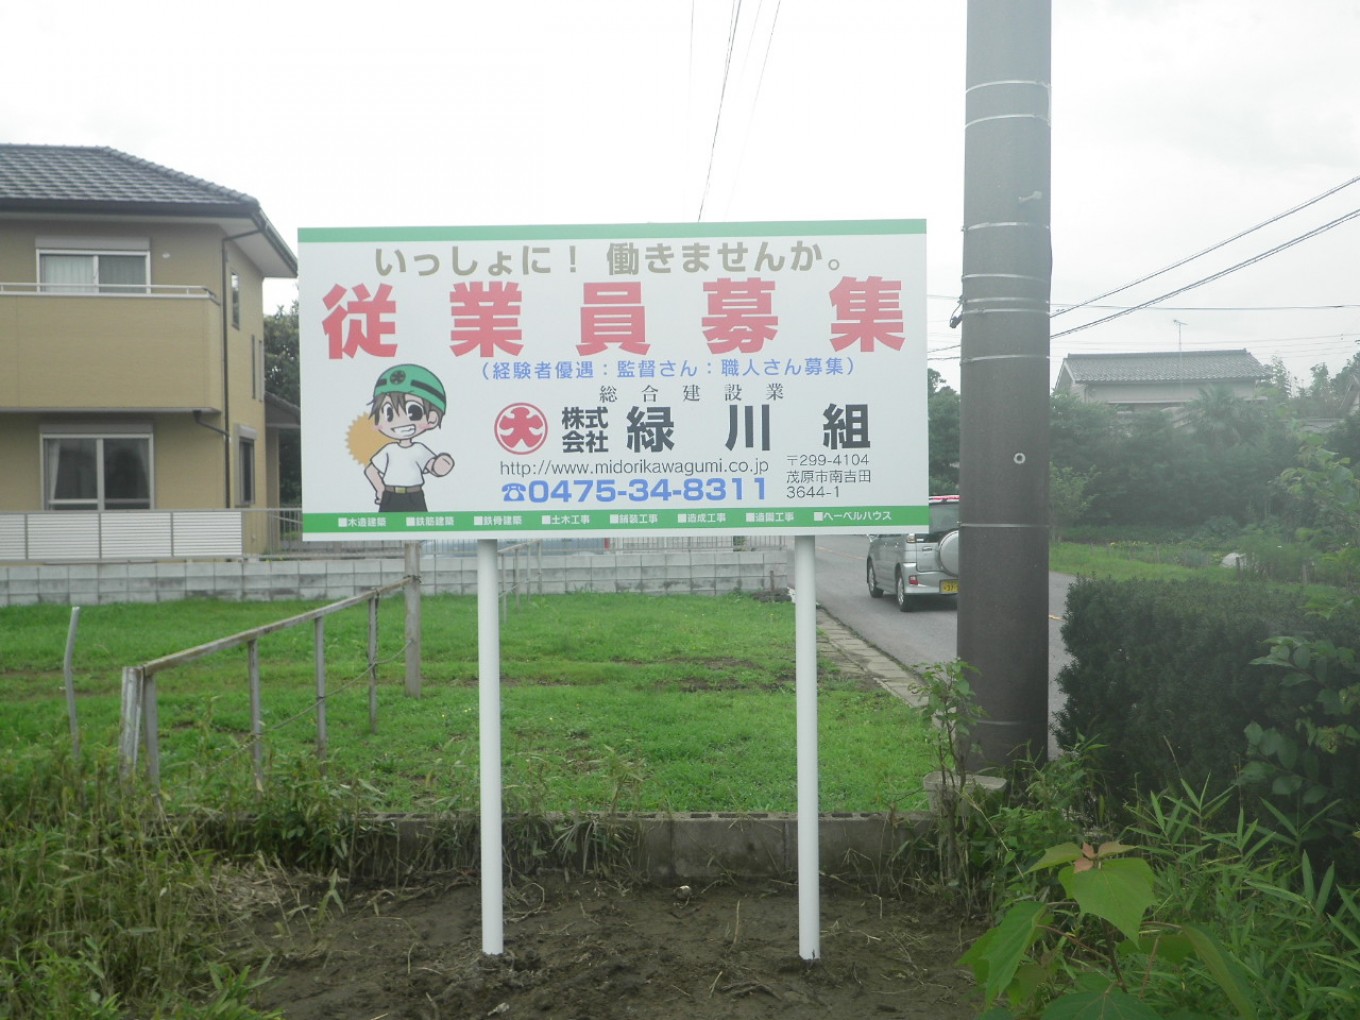 いっしょに！ 働きませんか。
従業員募集
（経験者優遇：監督さん：職人さん募集）
総合建設業
大 株式会社 緑川組
http://www.midorikawagumi.co.jp
〒299-4104
茂原市南吉田
3644-1
☎0475-34-8311
■木造建築 ■鉄筋建築 ■鉄骨建築 ■土木工事 ■舗装工事 ■造成工事 ■造園工事 ■ヘーベルハウス